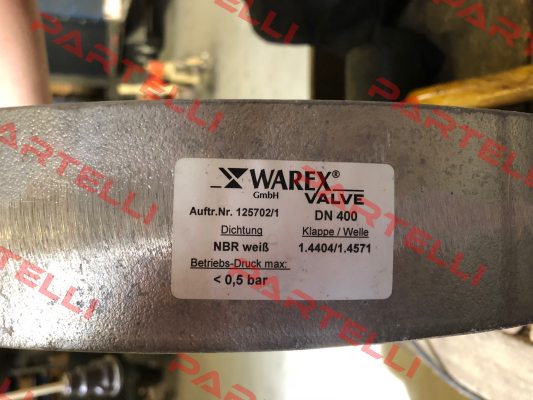 WAREX®
GmbH VALVE
Auftr.Nr. 125702/1 DN 400
Dichtung Klappe / Welle
NBR weiß 1.4404/1.4571
Betriebs-Druck max:
< 0,5 bar
PARTELLI
PARTELLI
PARTELLI
PARTELLI
PARTELLI
PARTELLI